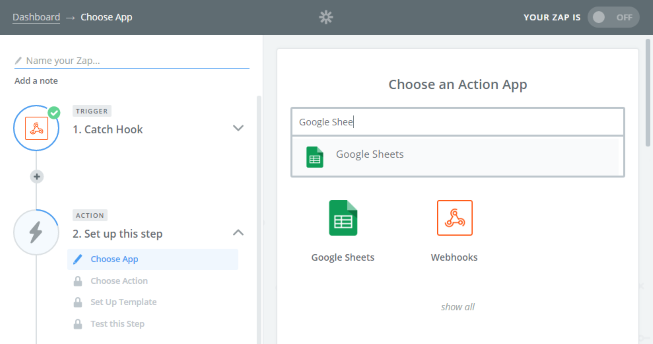 Dashboard → Choose App
YOUR ZAP IS OFF
Name your Zap...
Add a note
TRIGGER
1. Catch Hook
ACTION
2. Set up this step
Choose App
Choose Action
Set Up Template
Test this Step
Choose an Action App
Google Shee
Google Sheets
Google Sheets Webhooks
show all